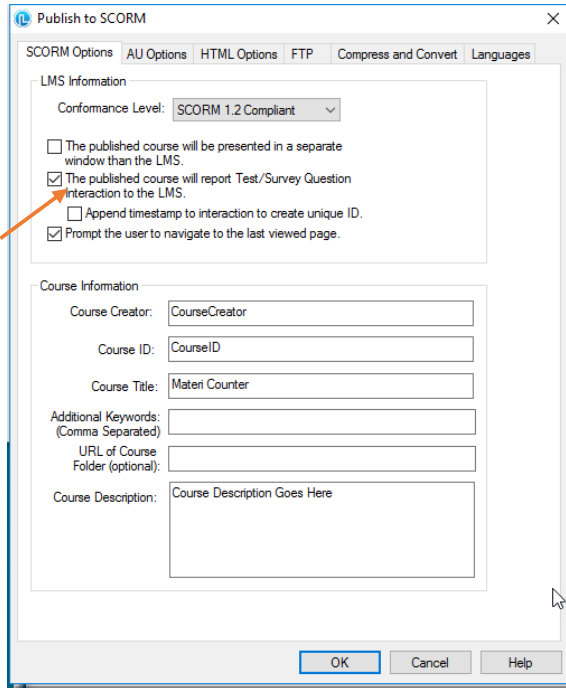 Publish to SCORM
SCORM Options AU Options HTML Options FTP Compress and Convert Languages
LMS Information
Conformance Level: SCORM 1.2 Compliant
The published course will be presented in a separate
window than the LMS.
The published course will report Test/Survey Question
Interaction to the LMS.
Append timestamp to interaction to create unique ID.
Prompt the user to navigate to the last viewed page.
Course Information
Course Creator: CourseCreator
Course ID: CourseID
Course Title: Materi Counter
Additional Keywords:
(Comma Separated)
URL of Course
Folder (optional):
Course Description: Course Description Goes Here
OK Cancel Help